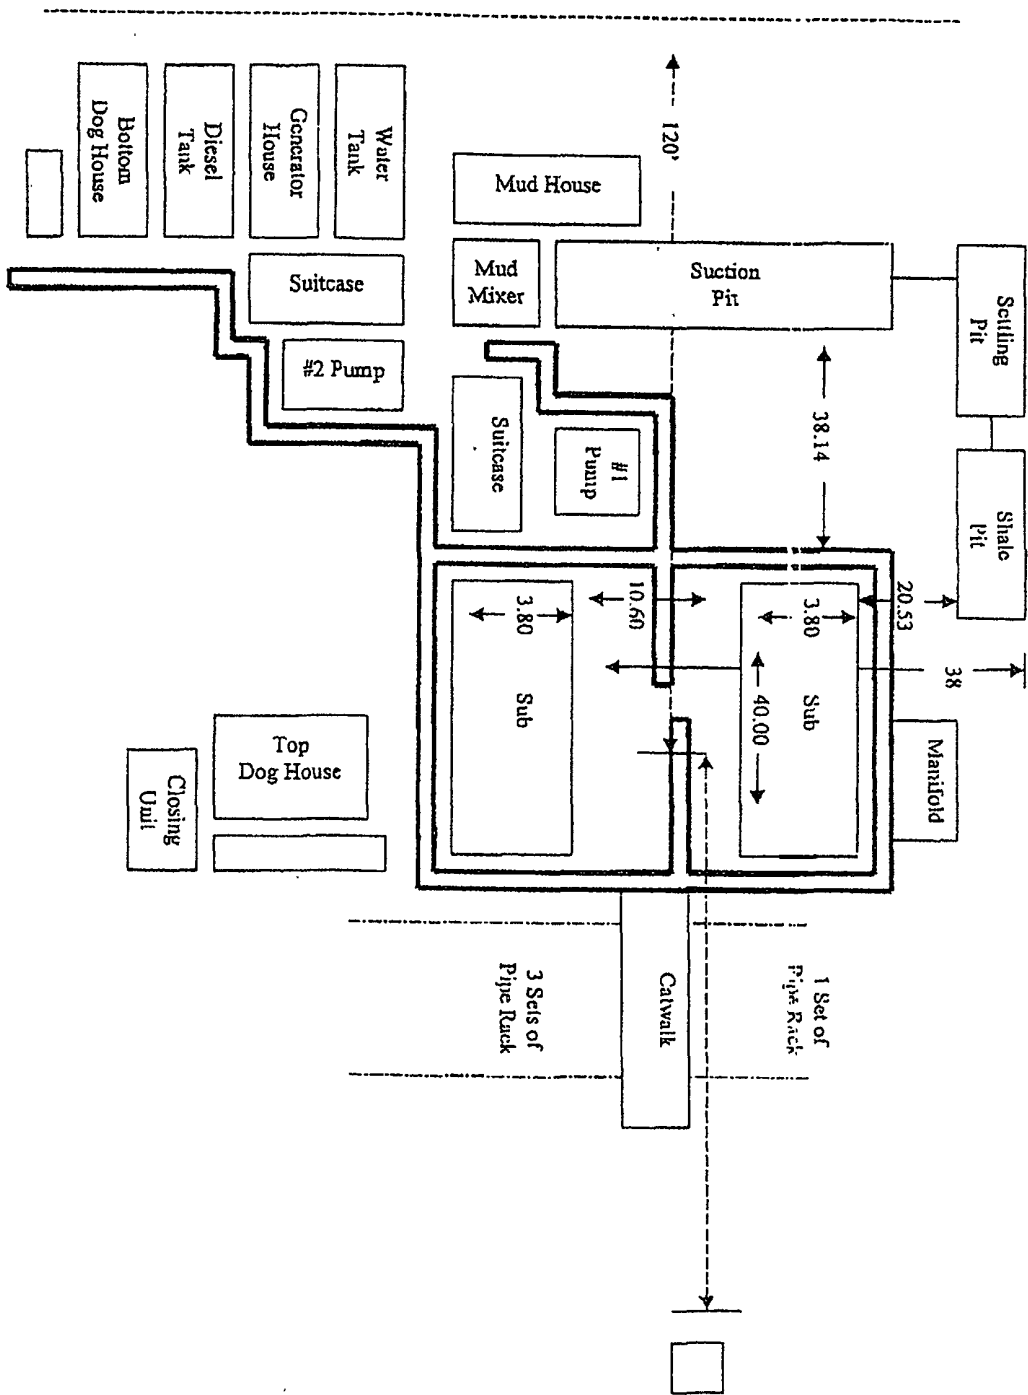 Bottom
Dog House
Diesel
Tank
Generator
House
Water
Tank
120'
Mud House
Suitcase
Mud
Mixer
Suction
Pit
Settling
Pit
#2 Pump
Suitcase
#1
Pump
38.14
Shale
Pit
3.80
10.60
3.80
20.53
38
Sub
40.00
Sub
Top
Dog House
Closing
Unit
Manifold
3 Sets of
Pipe Rack
Catwalk
1 Set of
Pipe Rack